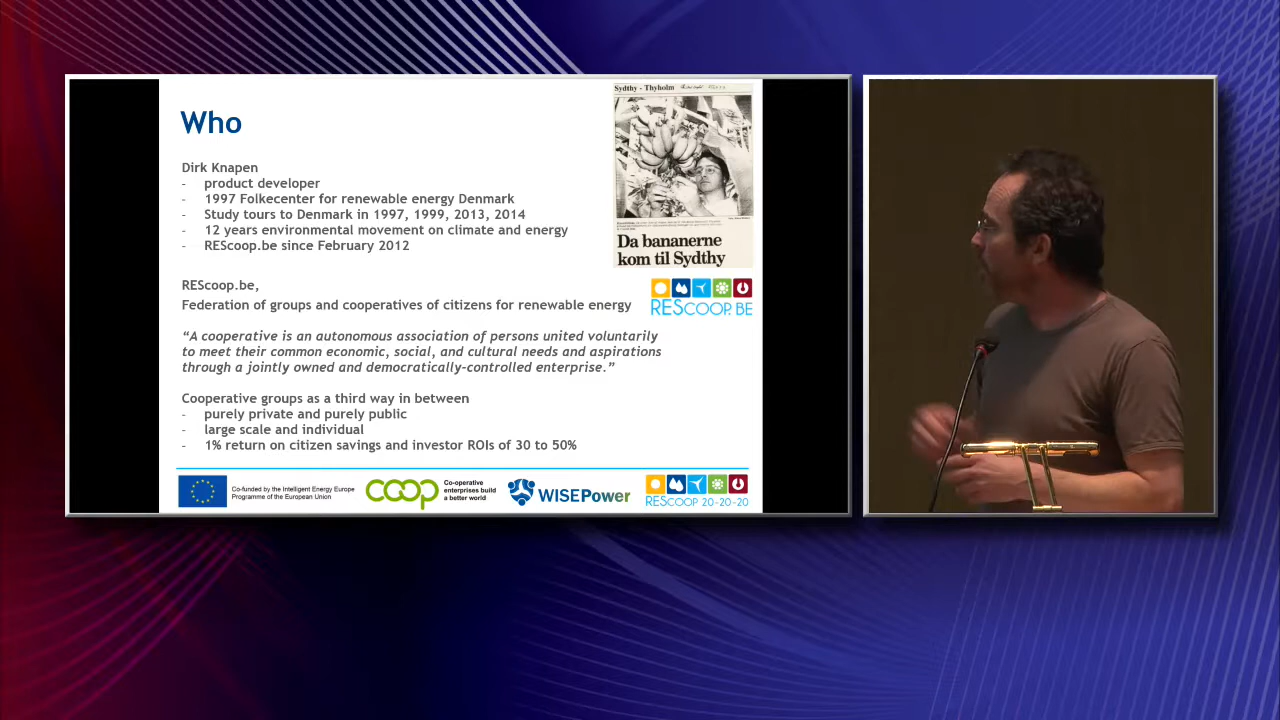 Who
Dirk Knapen
- product developer
- 1997 Folkecenter for renewable energy Denmark
- Study tours to Denmark in 1997, 1999, 2013, 2014
- 12 years environmental movement on climate and energy
- REScoop.be since February 2012
Sydthy - Thyholm
Da bananerne
kom til Sydthy
REScoop.be,
Federation of groups and cooperatives of citizens for renewable energy
RESCOOP.BE
“A cooperative is an autonomous association of persons united voluntarily
to meet their common economic, social, and cultural needs and aspirations
through a jointly owned and democratically-controlled enterprise.”
Cooperative groups as a third way in between
- purely private and purely public
- large scale and individual
- 1% return on citizen savings and investor ROIs of 30 to 50%
Co-funded by the Intelligent Energy Europe
Programme of the European Union
coop
Co-operative
enterprises build
a better world
WISEPower
RESCOOP 20-20-20